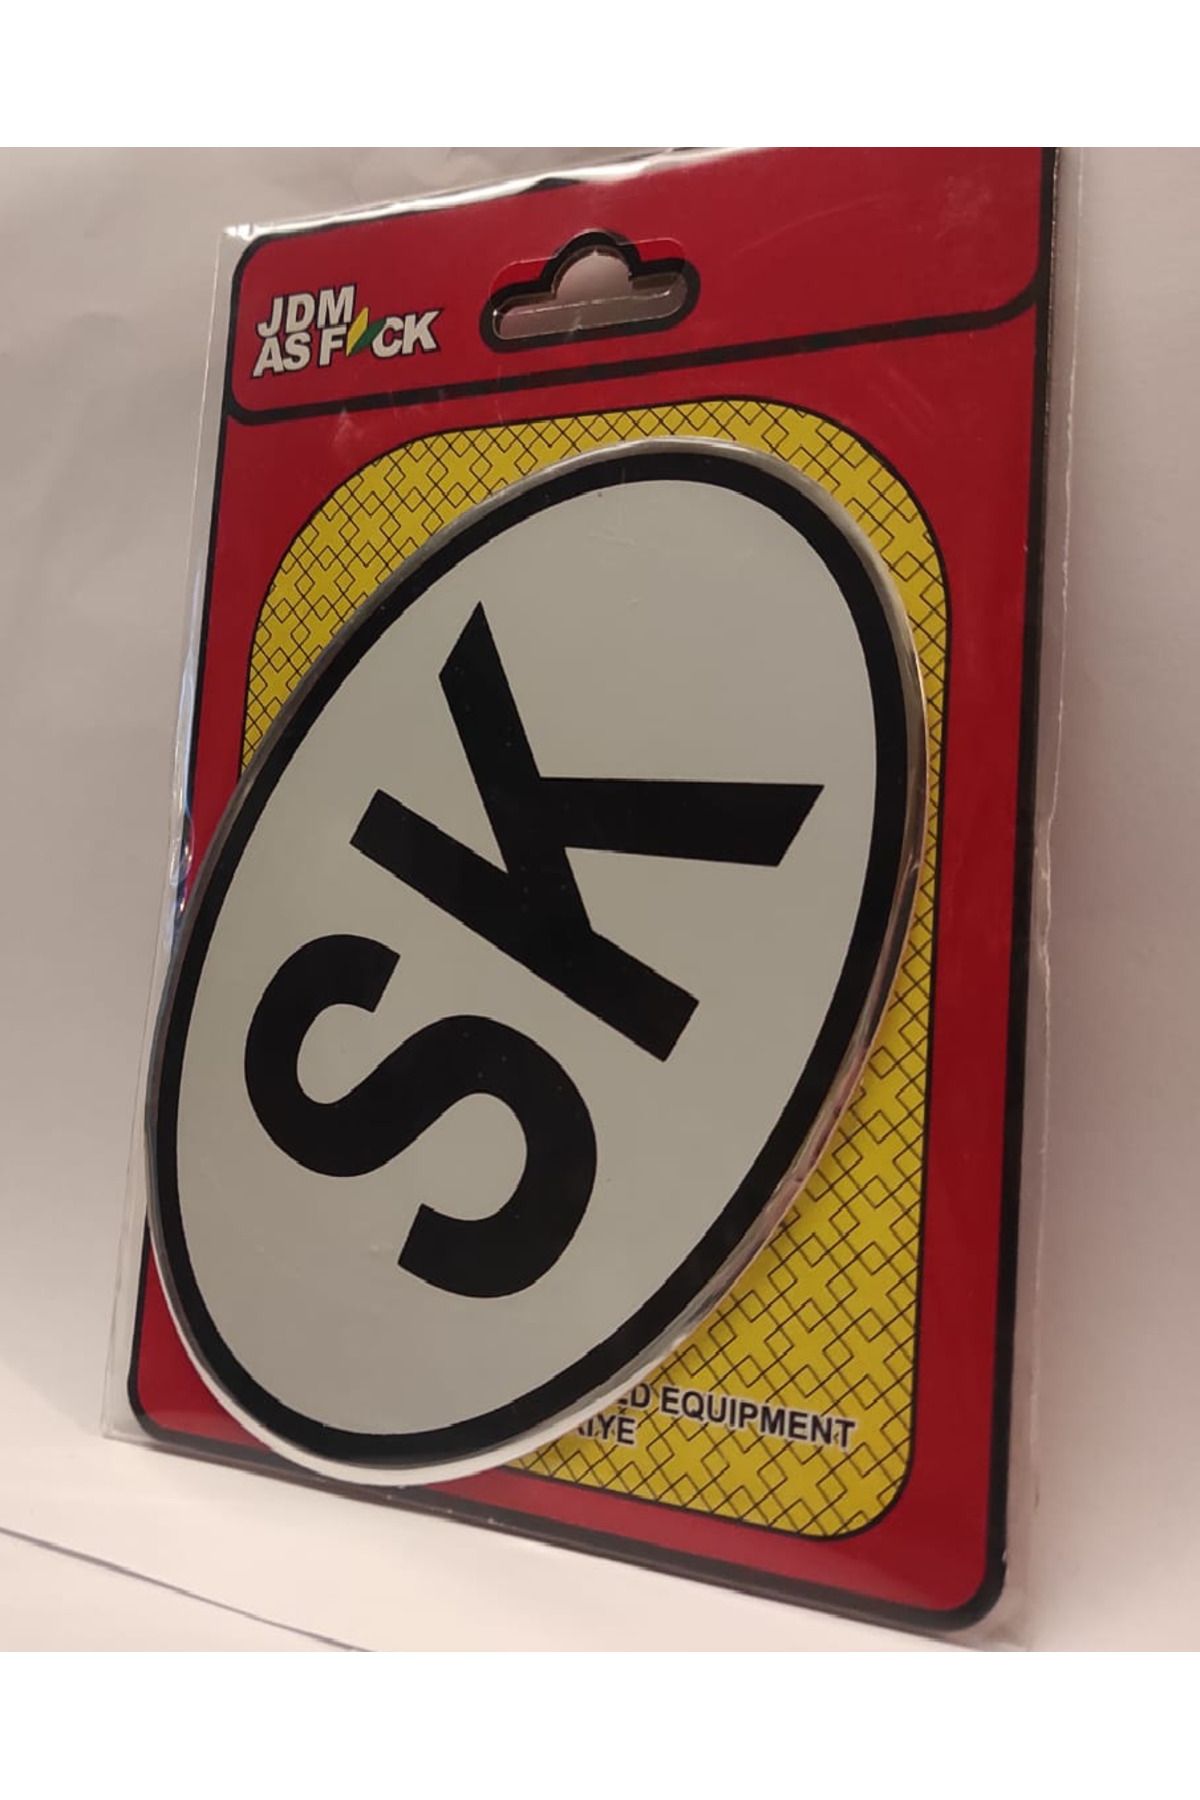 JDM
AS F CK
SK
EQUIPMENT